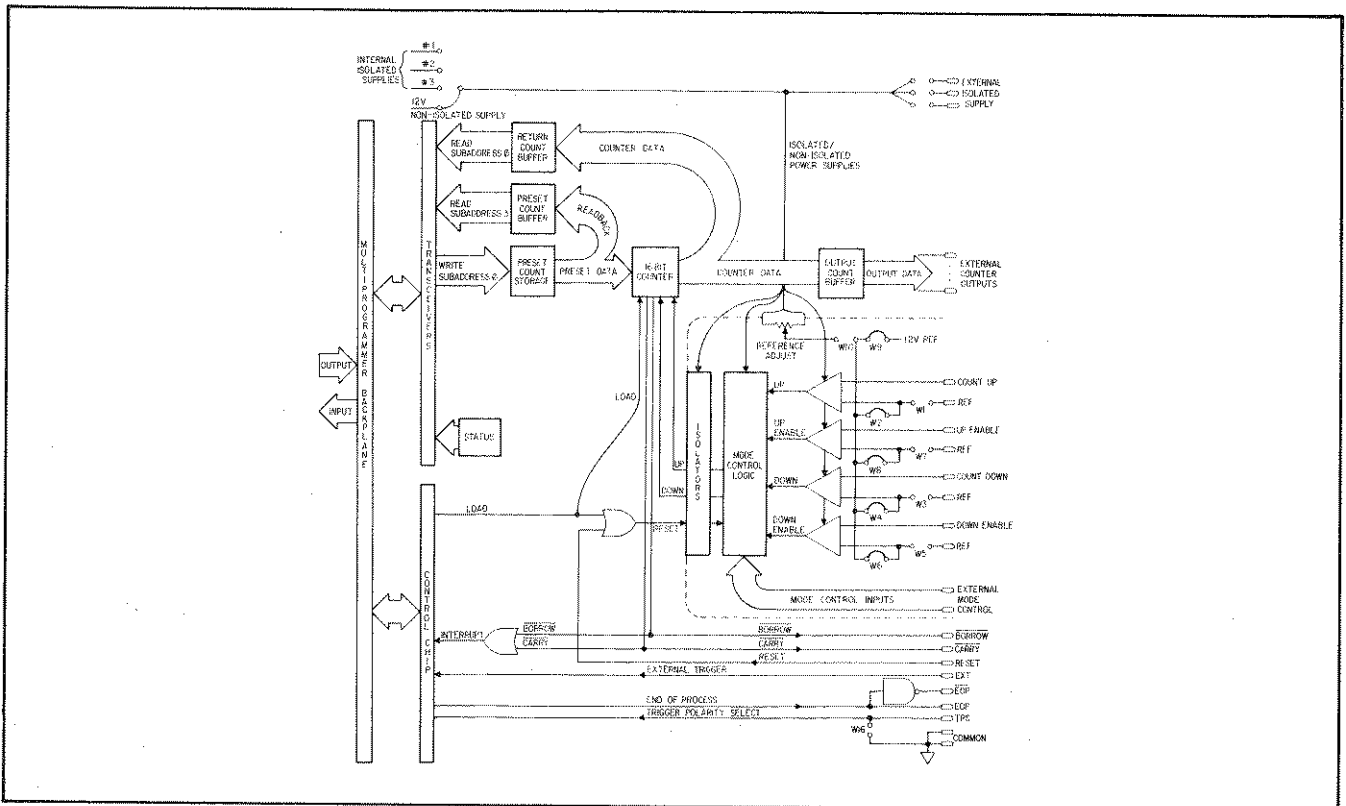 #1
INTERNAL
ISOLATED
SUPPLIES
#2
#3
12V
NON-ISOLATED SUPPLY
EXTERNAL
ISOLATED
SUPPLY
READ
SUBADDRESS Ø
RETURN
COUNT
BUFFER
COUNTER DATA
ISOLATED/
NON-ISOLATED
POWER SUPPLIES
READ
SUBADDRESS 3
PRESET
COUNT
BUFFER
READBACK
WRITE
SUBADDRESS Ø
PRESET
COUNT
STORAGE
PRESET DATA
16-BIT
COUNTER
COUNTER DATA
OUTPUT
COUNT
BUFFER
OUTPUT DATA
EXTERNAL
COUNTER
OUTPUTS
MULTIPROGRAMER BACKPLANE
TRANSCEIVERS
OUTPUT
INPUT
STATUS
REFERENCE
ADJUST
W10
W9
12V REF
LOAD
ISOLATORS
MODE
CONTROL
LOGIC
UP
COUNT UP
REF
W1
W2
UP
ENABLE
UP ENABLE
REF
W7
W8
DOWN
COUNT DOWN
REF
W3
W4
DOWN
ENABLE
DOWN ENABLE
REF
W5
W6
UP
DOWN
LOAD
RESET
MODE CONTROL INPUTS
EXTERNAL
MODE
CONTROL
CONTROL CHIP
INTERRUPT
BORROW
CARRY
BORROW
CARRY
RESET
EXTERNAL TRIGGER
BORROW
CARRY
RESET
EXT
END OF PROCESS
TRIGGER POLARITY SELECT
EOP
EOP
TPS
W16
COMMON